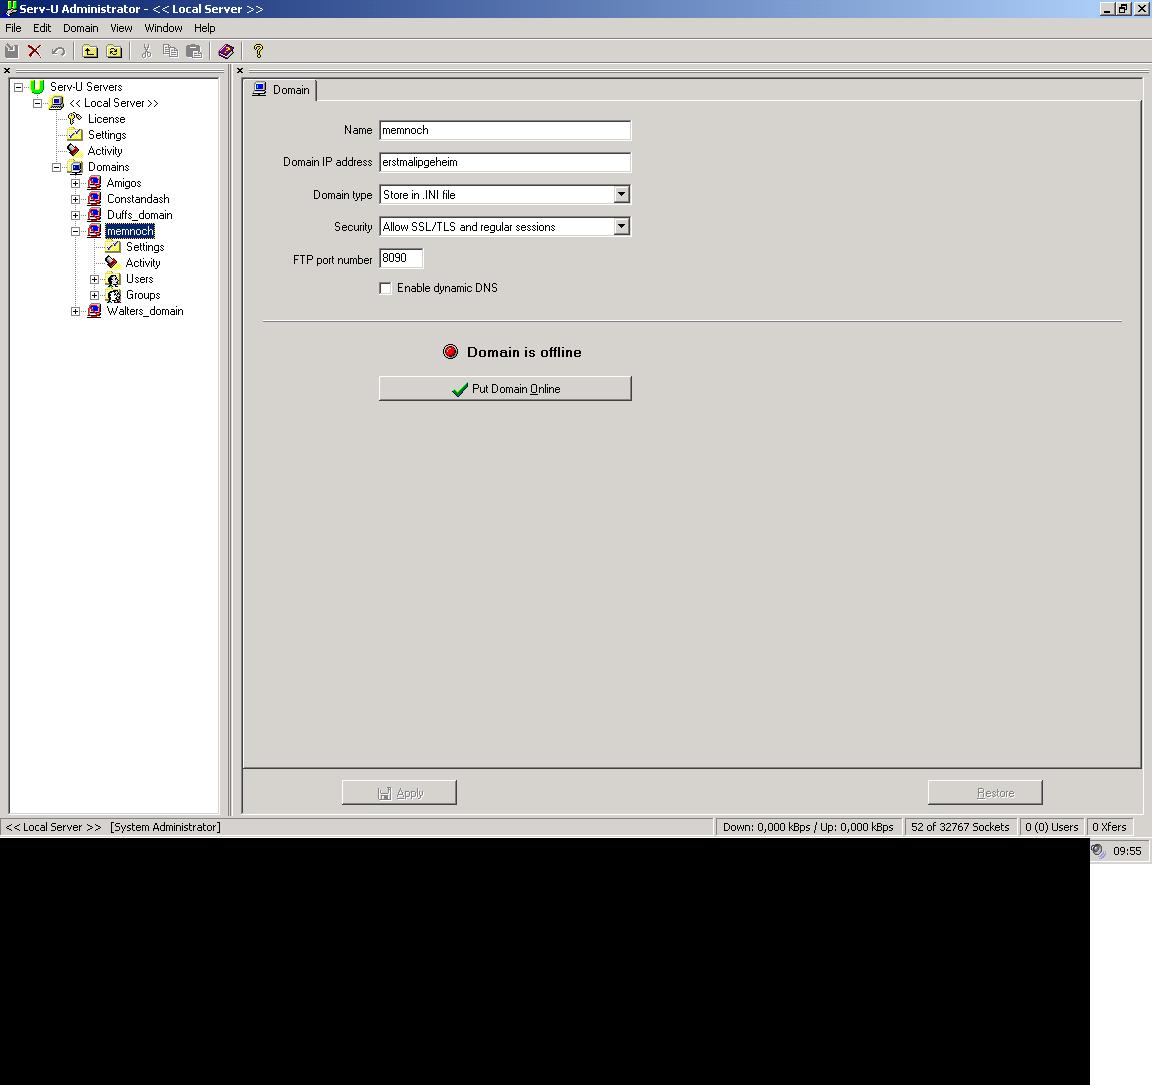 Serv-U Administrator - << Local Server >>
File Edit Domain View Window Help
Serv-U Servers
<< Local Server >>
License
Settings
Activity
Domains
Amigos
Constandash
Duffs_domain
memnoch
Settings
Activity
Users
Groups
Walters_domain
Domain
Name memnoch
Domain IP address erstmalipgeheim
Domain type Store in .INI file
Security Allow SSL/TLS and regular sessions
FTP port number 8090
Enable dynamic DNS
Domain is offline
Put Domain Online
Apply Restore
<< Local Server >> [System Administrator] Down: 0,000 kBps / Up: 0,000 kBps 52 of 32767 Sockets 0 (0) Users 0 Xfers
09:55